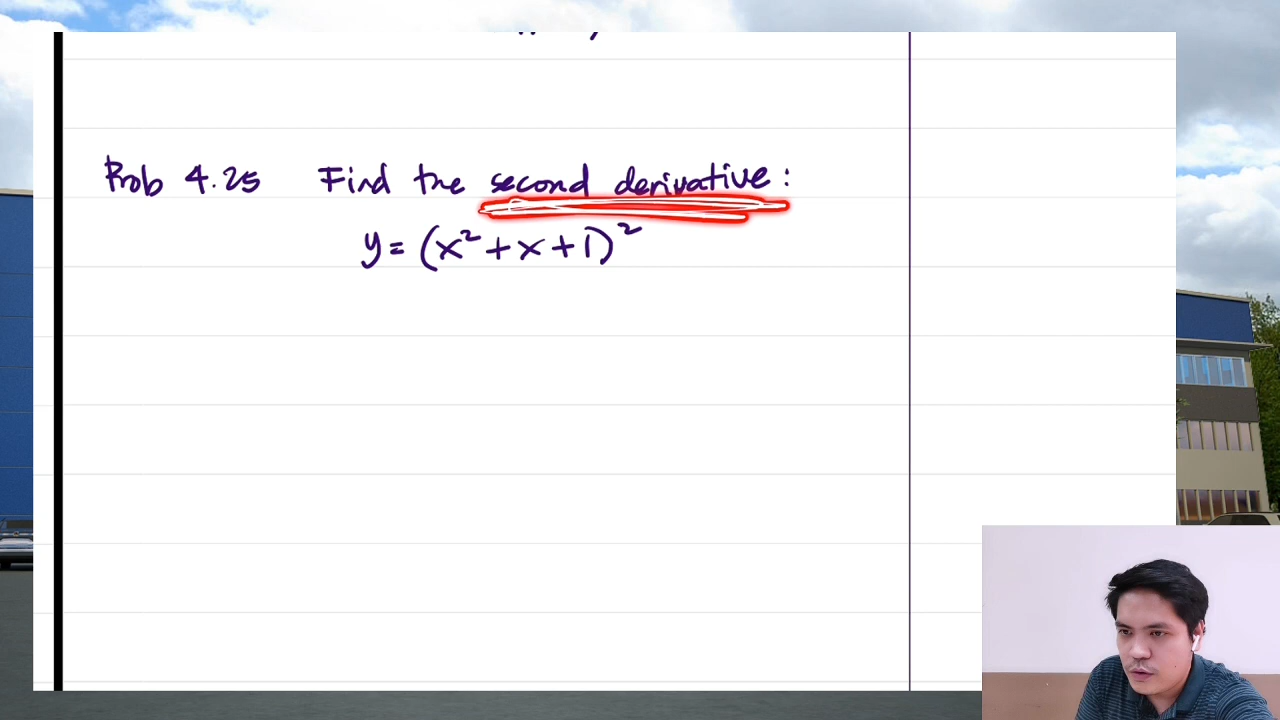 Prob 4.25 Find the second derivative:
y = (x² + x + 1)²